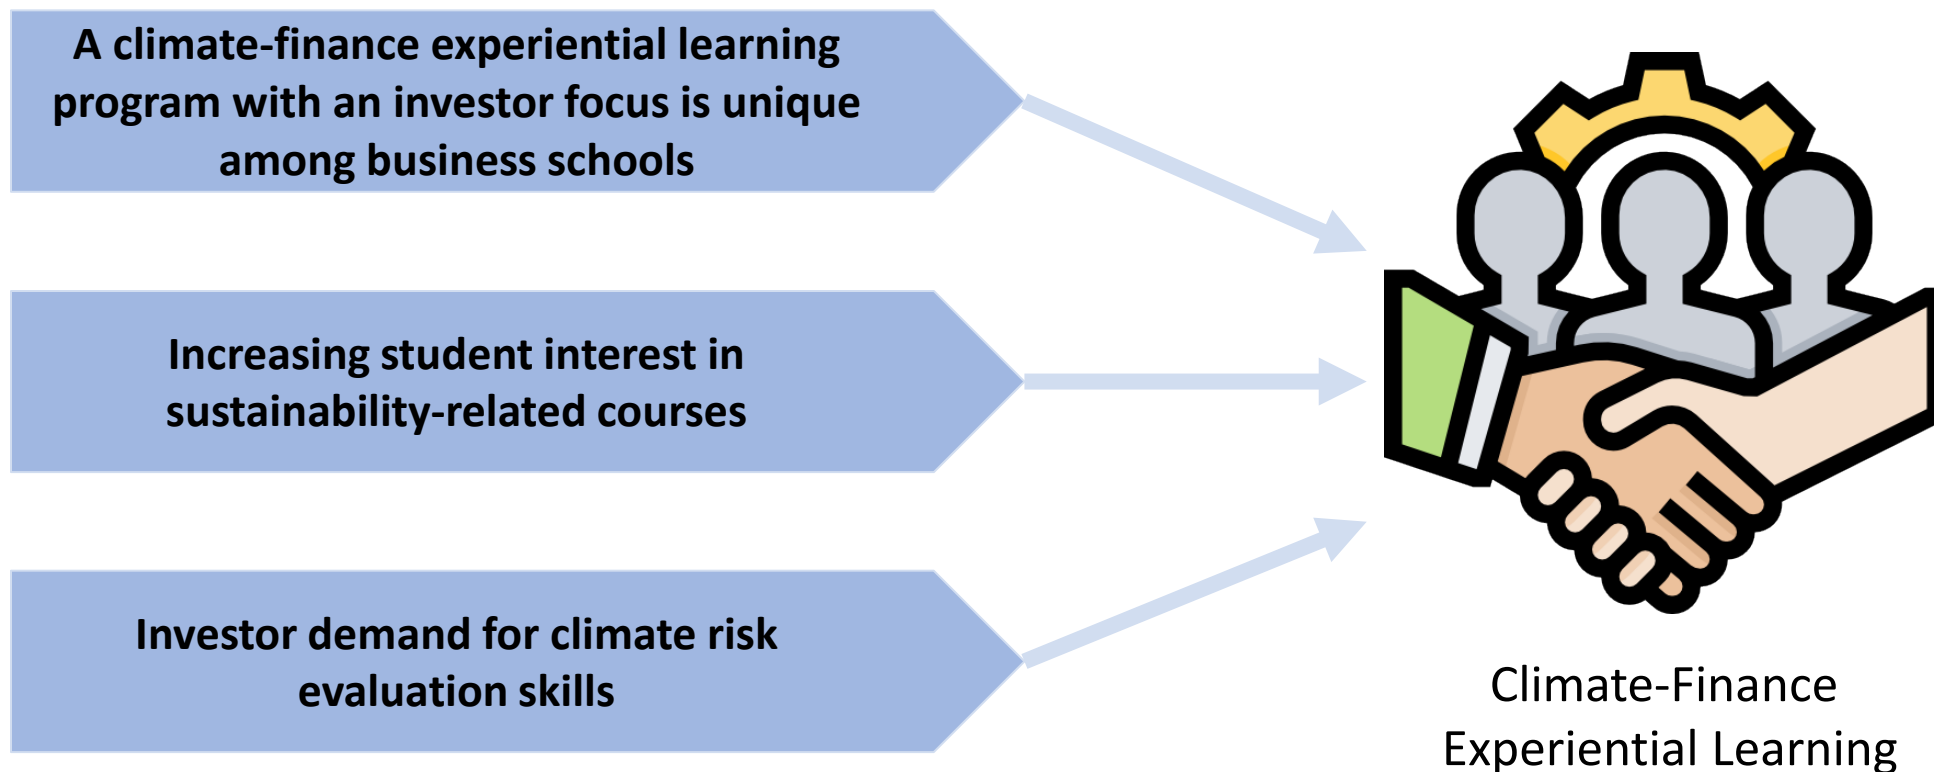 A climate-finance experiential learning
program with an investor focus is unique
among business schools
Increasing student interest in
sustainability-related courses
Investor demand for climate risk
evaluation skills
Climate-Finance
Experiential Learning